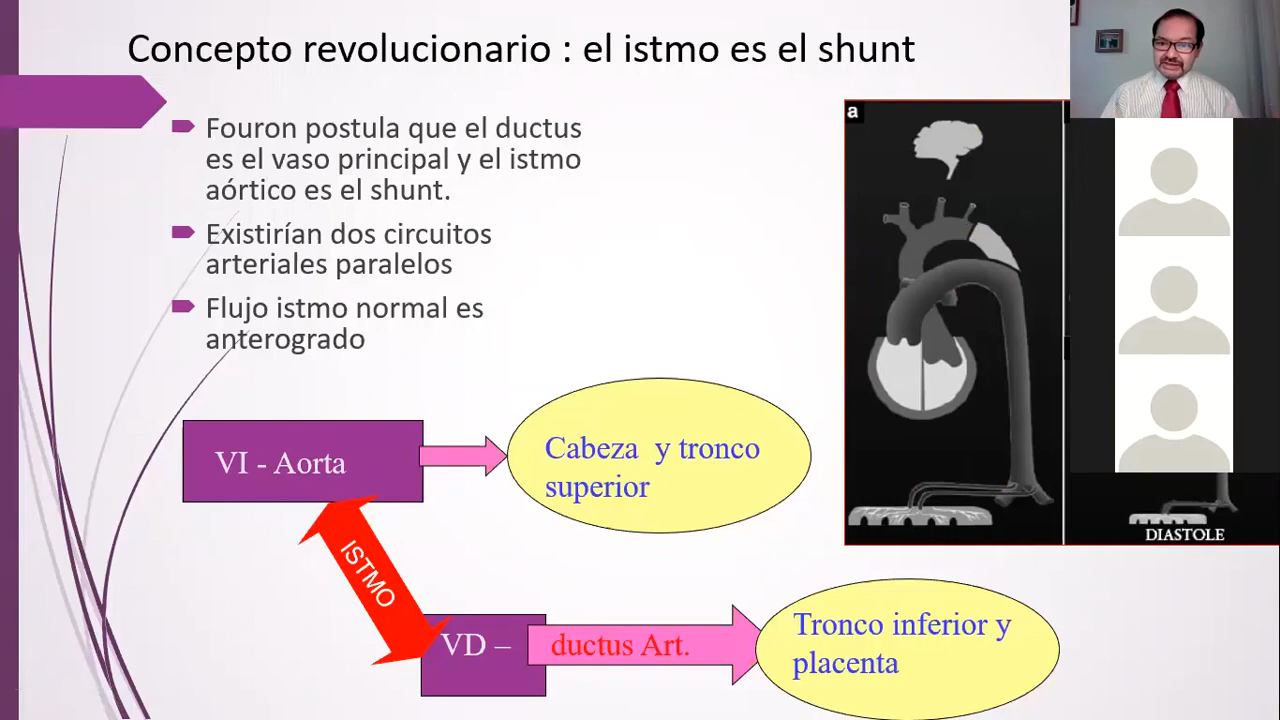 Concepto revolucionario : el istmo es el shunt
Fouron postula que el ductus
es el vaso principal y el istmo
aórtico es el shunt.
Existirían dos circuitos
arteriales paralelos
Flujo istmo normal es
anterogrado
a
VI - Aorta
Cabeza y tronco
superior
ISTMO
VD –
ductus Art.
Tronco inferior y
placenta
DIASTOLE